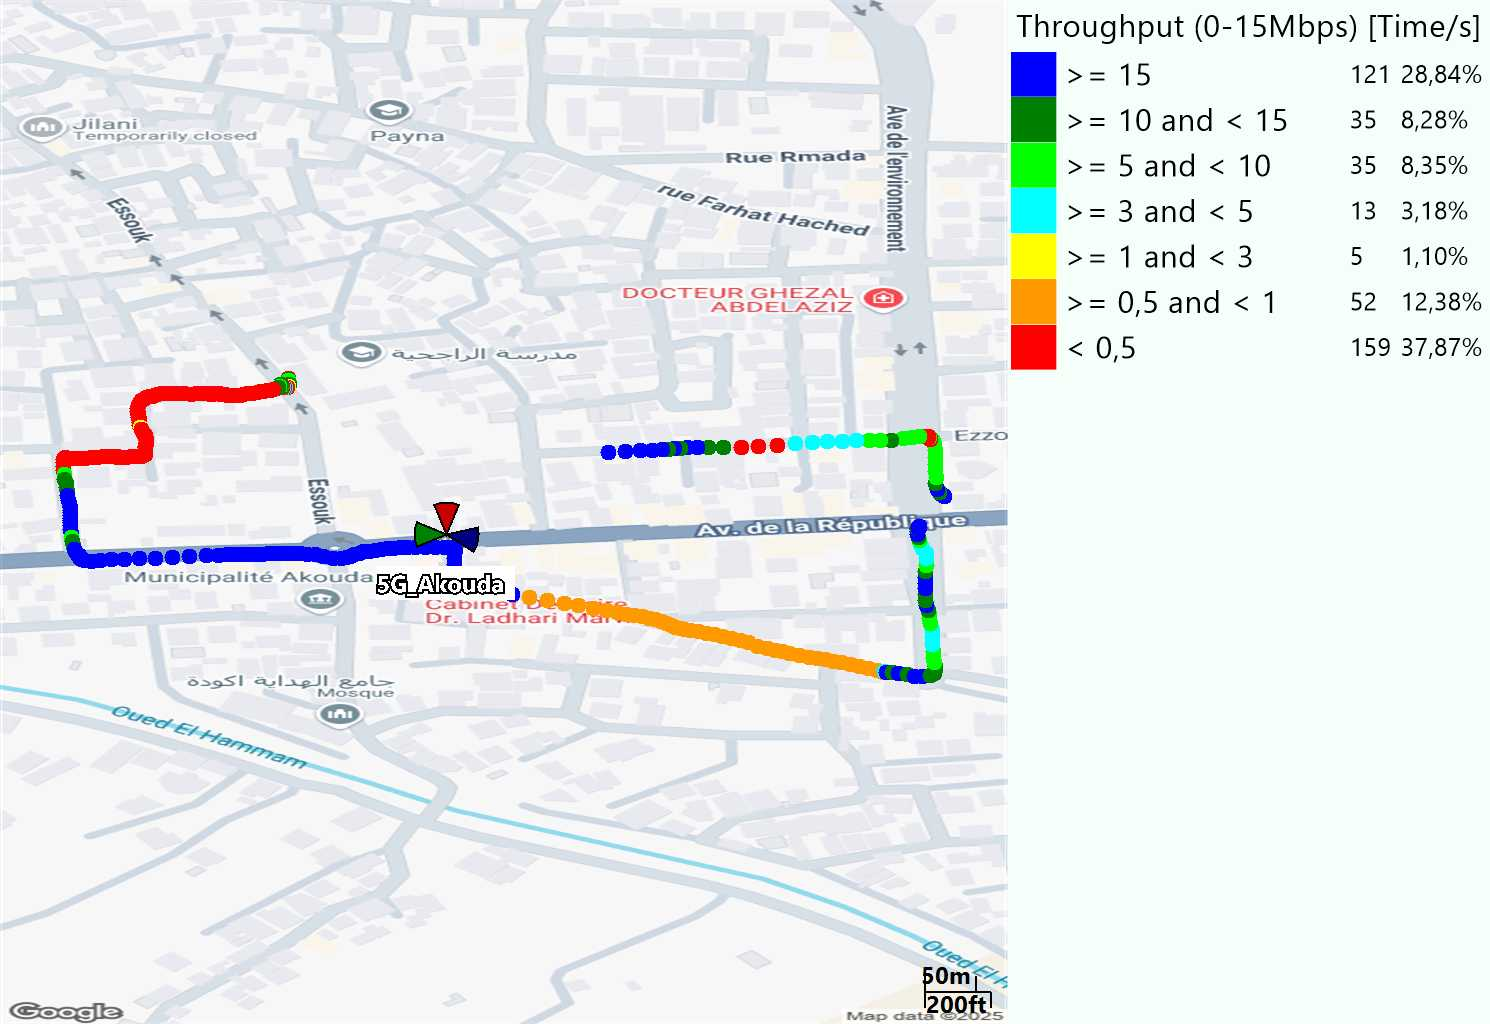 Throughput (0-15Mbps) [Time/s]
>= 15 121 28,84%
>= 10 and < 15 35 8,28%
>= 5 and < 10 35 8,35%
>= 3 and < 5 13 3,18%
>= 1 and < 3 5 1,10%
>= 0,5 and < 1 52 12,38%
< 0,5 159 37,87%
Jilani
Temporarily closed
Payna
Rue Rmada
Ave de l'environnement
rue Farhat Hached
Essouk
DOCTEUR GHEZAL
ABDELAZIZ
مدرسة الراجحية
Ezzo
Essouk
Av. de la République
Municipalité Akouda
5G_Akouda
Cabinet
Dr. Ladhari
جامع الهداية اكودة
Mosque
Oued El Hammam
Oued El H
50m
200ft
Google
Map data ©2025